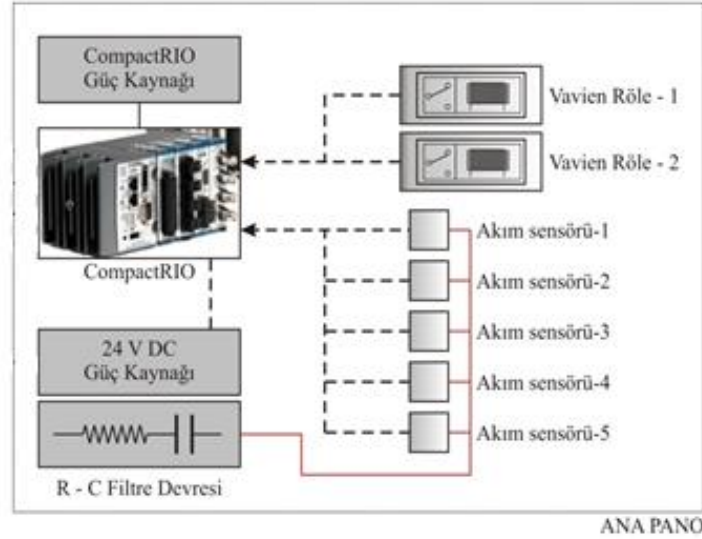 CompactRIO
Güç Kaynağı
Vavien Röle - 1
Vavien Röle - 2
CompactRIO
Akım sensörü-1
Akım sensörü-2
Akım sensörü-3
Akım sensörü-4
Akım sensörü-5
24 V DC
Güç Kaynağı
R - C Filtre Devresi
ANA PANO